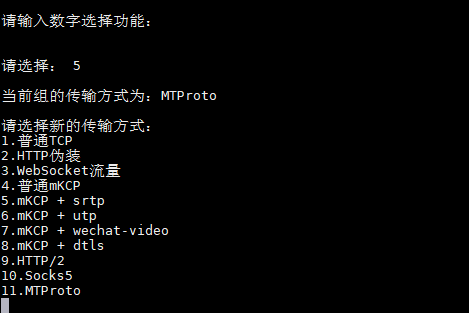 请输入数字选择功能：
请选择： 5
当前组的传输方式为：MTProto
请选择新的传输方式：
1.普通TCP
2.HTTP伪装
3.WebSocket流量
4.普通mKCP
5.mKCP + srtp
6.mKCP + utp
7.mKCP + wechat-video
8.mKCP + dtls
9.HTTP/2
10.Socks5
11.MTProto